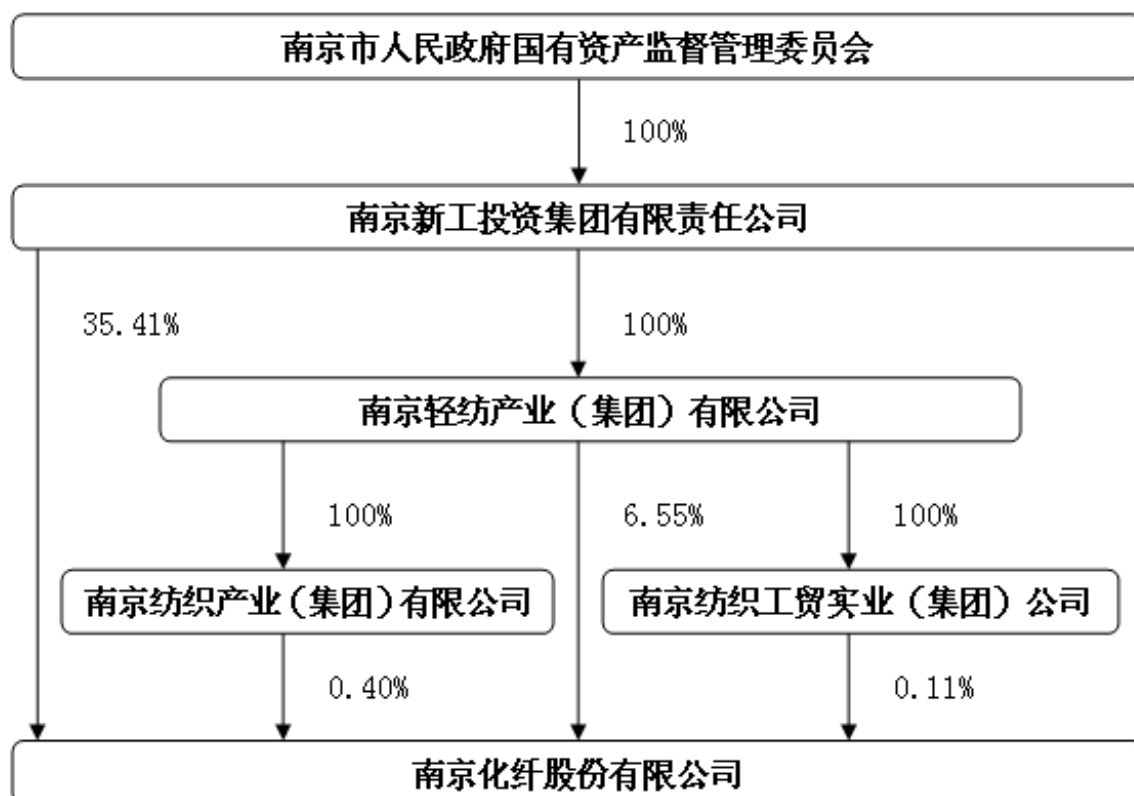 南京市人民政府国有资产监督管理委员会
100%
南京新工投资集团有限责任公司
35.41%
100%
南京轻纺产业（集团）有限公司
100%
6.55%
100%
南京纺织产业（集团）有限公司
南京纺织工贸实业（集团）公司
0.40%
0.11%
南京化纤股份有限公司